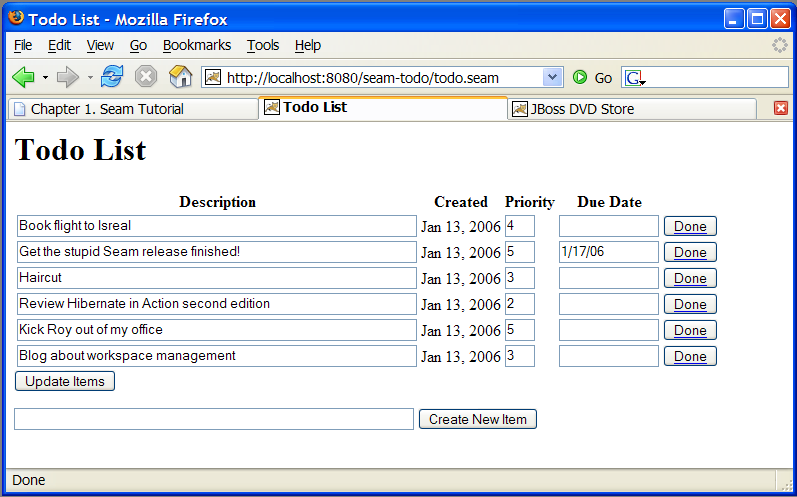 Todo List - Mozilla Firefox
File Edit View Go Bookmarks Tools Help
http://localhost:8080/seam-todo/todo.seam Go G
Chapter 1. Seam Tutorial Todo List JBoss DVD Store
Todo List
Description Created Priority Due Date
Book flight to Isreal Jan 13, 2006 4 Done
Get the stupid Seam release finished! Jan 13, 2006 5 1/17/06 Done
Haircut Jan 13, 2006 3 Done
Review Hibernate in Action second edition Jan 13, 2006 2 Done
Kick Roy out of my office Jan 13, 2006 5 Done
Blog about workspace management Jan 13, 2006 3 Done
Update Items
Create New Item
Done